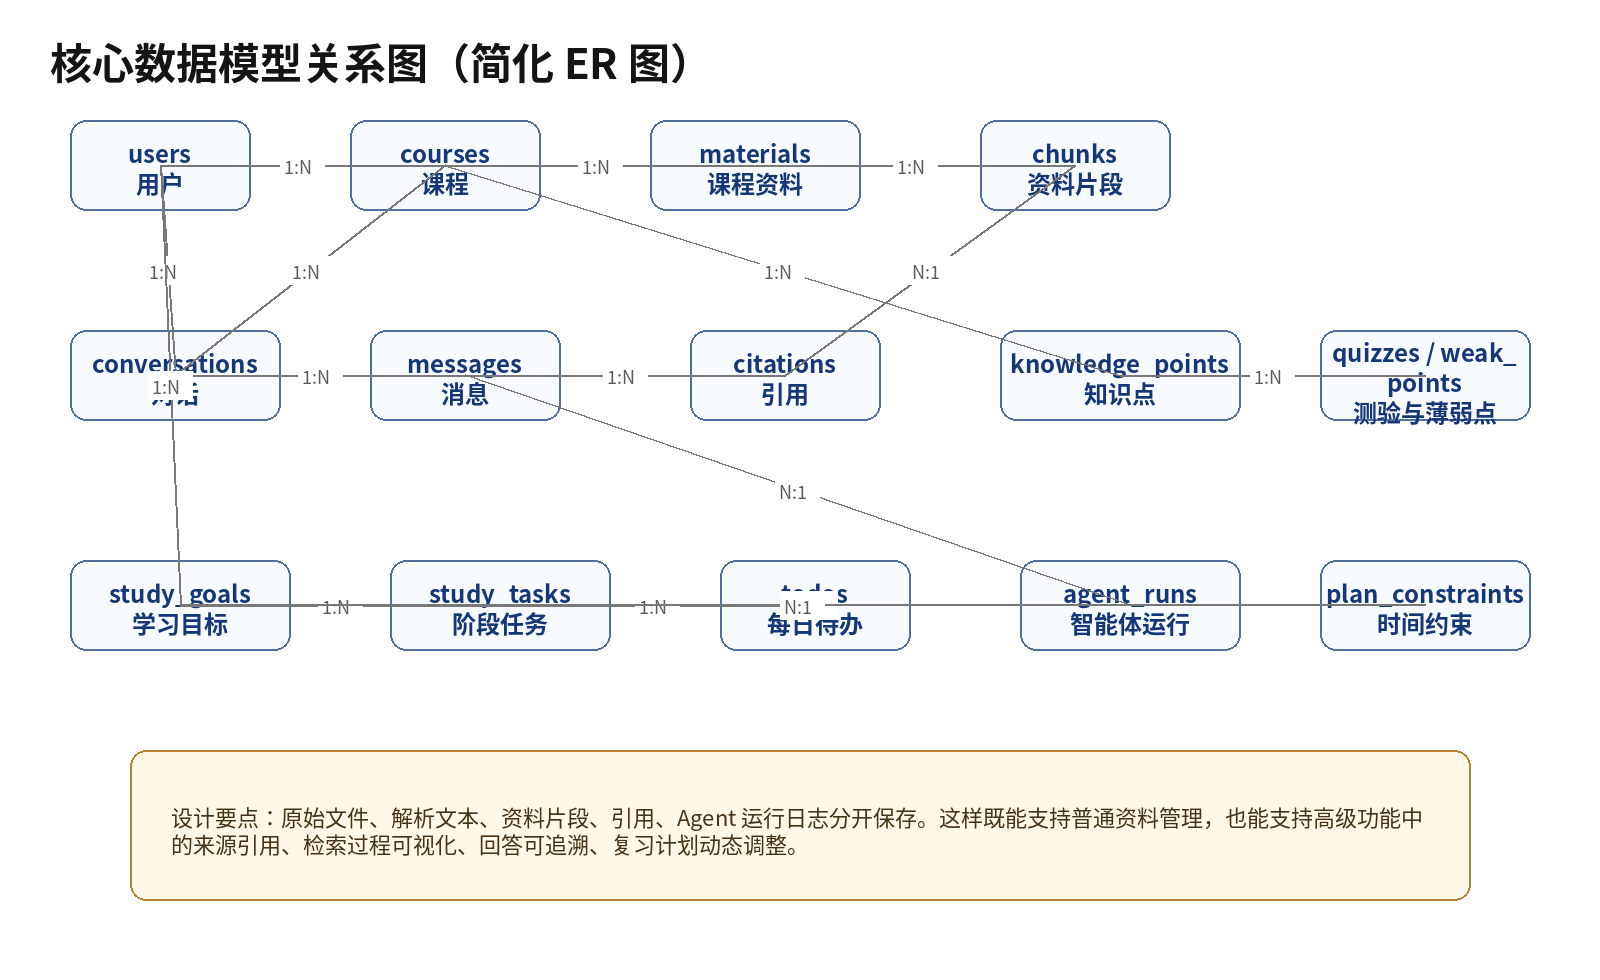 核心数据模型关系图（简化 ER 图）
users
用户
1:N
courses
课程
1:N
materials
课程资料
1:N
chunks
资料片段
1:N
1:N
1:N
N:1
conversations
对话
1:N
1:N
messages
消息
1:N
citations
引用
knowledge_points
知识点
1:N
quizzes / weak_
points
测验与薄弱点
N:1
study_goals
学习目标
1:N
study_tasks
阶段任务
1:N
todos
每日待办
N:1
agent_runs
智能体运行
plan_constraints
时间约束
设计要点：原始文件、解析文本、资料片段、引用、Agent 运行日志分开保存。这样既能支持普通资料管理，也能支持高级功能中
的来源引用、检索过程可视化、回答可追溯、复习计划动态调整。